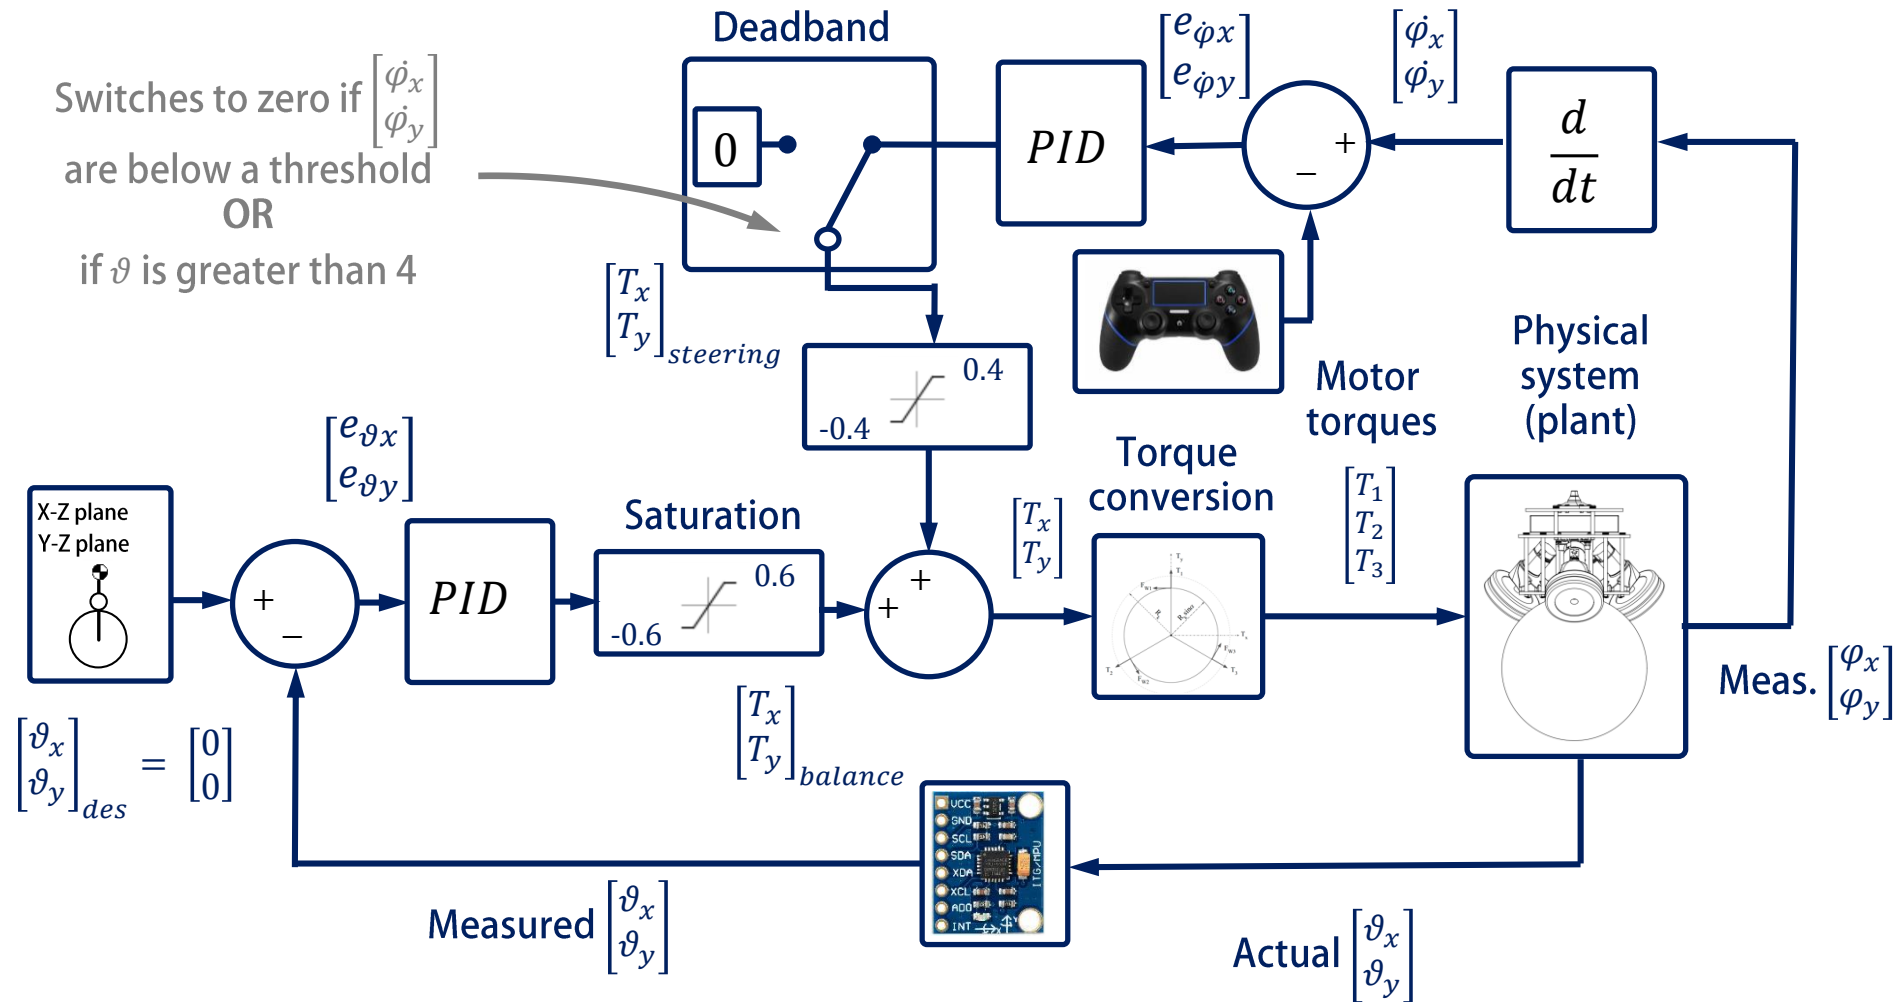 Deadband
Switches to zero if [φ̇x φ̇y]
are below a threshold
OR
if ϑ is greater than 4
0
PID
[eφ̇x eφ̇y]
[φ̇x φ̇y]
+
−
d
dt
[Tx Ty]steering
0.4
-0.4
Motor
torques
Physical
system
(plant)
[eϑx eϑy]
X-Z plane
Y-Z plane
+
−
PID
Saturation
0.6
-0.6
+
+
[Tx Ty]
Torque
conversion
[T1 T2 T3]
Meas. [φx φy]
[ϑx ϑy]des = [0 0]
[Tx Ty]balance
VCC
GND
SCL
SDA
XDA
XCL
ADO
INT
ITG/MPU
Measured [ϑx ϑy]
Actual [ϑx ϑy]